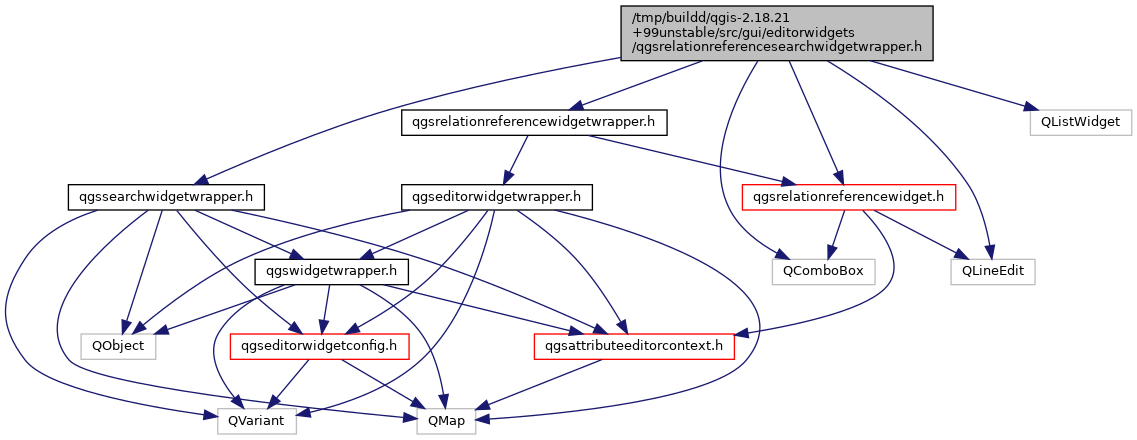 /tmp/buildd/qgis-2.18.21
+99unstable/src/gui/editorwidgets
/qgsrelationreferencesearchwidgetwrapper.h
qgsrelationreferencewidgetwrapper.h
QListWidget
qgssearchwidgetwrapper.h
qgseditorwidgetwrapper.h
qgsrelationreferencewidget.h
qgswidgetwrapper.h
QComboBox
QLineEdit
QObject
qgseditorwidgetconfig.h
qgsattributeeditorcontext.h
QVariant
QMap